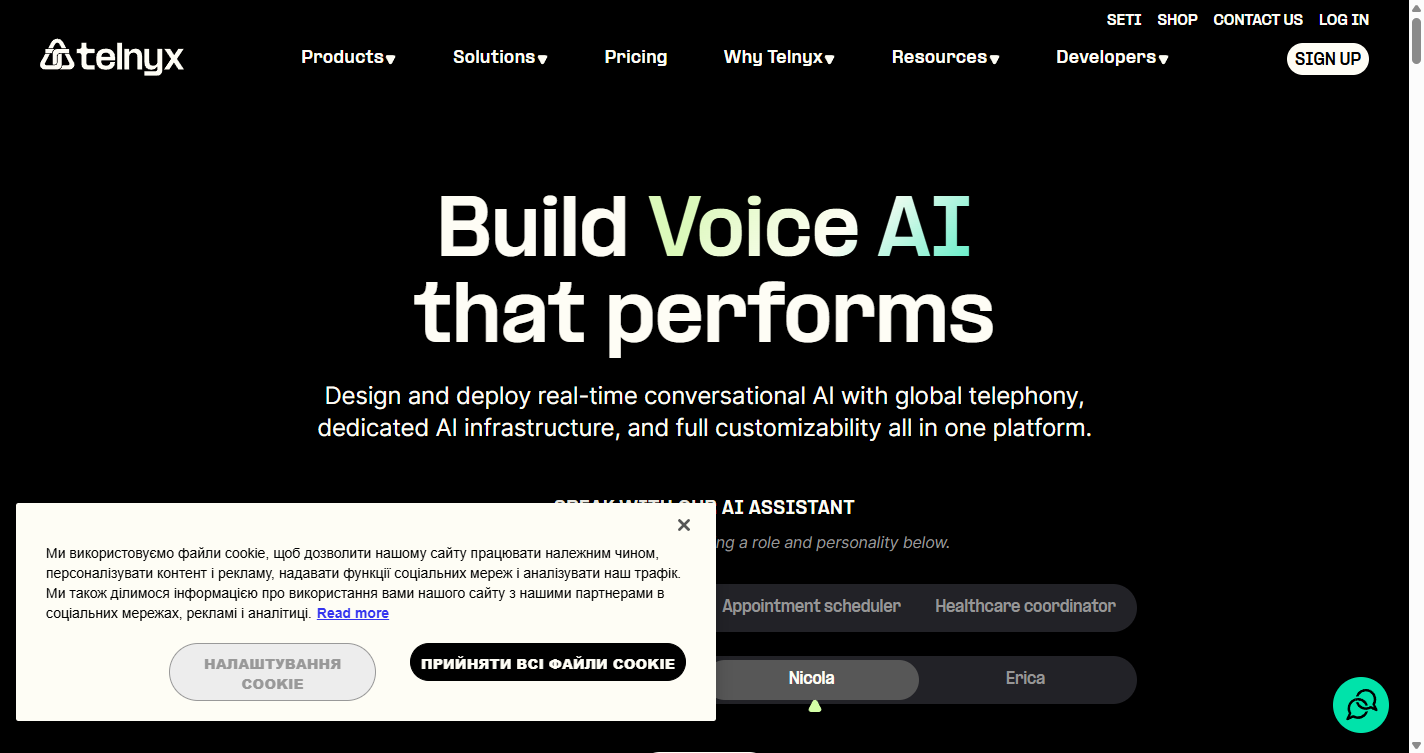 SETI SHOP CONTACT US LOG IN
telnyx Products Solutions Pricing Why Telnyx Resources Developers SIGN UP
Build Voice AI
that performs
Design and deploy real-time conversational AI with global telephony,
dedicated AI infrastructure, and full customizability all in one platform.
AI ASSISTANT
a role and personality below.
Appointment scheduler Healthcare coordinator
Nicola Erica
Ми використовуємо файли cookie, щоб дозволити нашому сайту працювати належним чином,
персоналізувати контент і рекламу, надавати функції соціальних мереж і аналізувати наш трафік.
Ми також ділимося інформацією про використання вами нашого сайту з нашими партнерами в
соціальних мережах, рекламі і аналітиці. Read more
НАЛАШТУВАННЯ
COOKIE
ПРИЙНЯТИ ВСІ ФАЙЛИ COOKIE